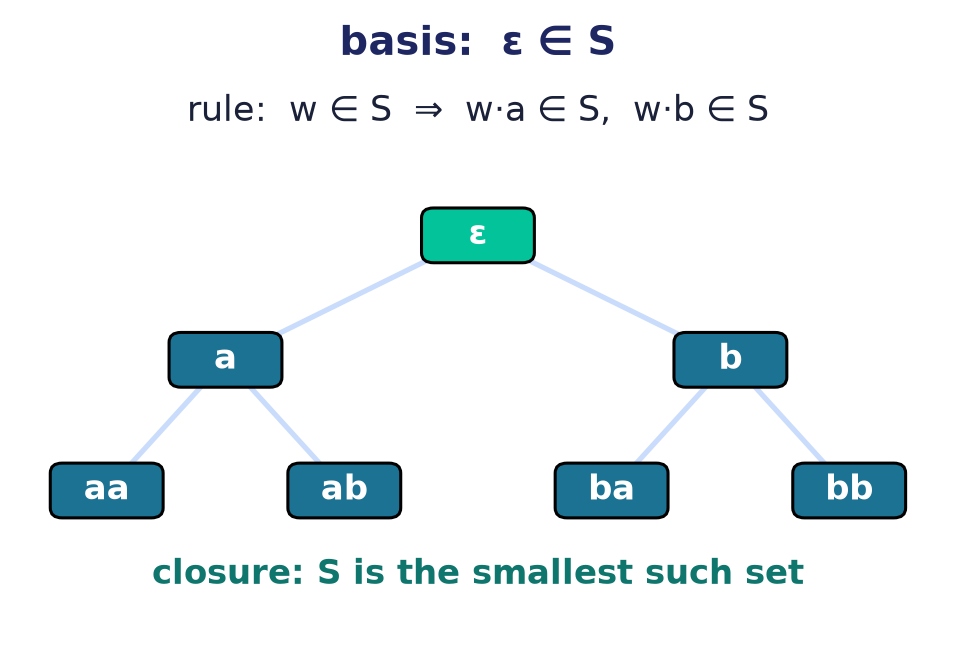 basis:  ε ∈ S
rule:  w ∈ S  ⇒  w·a ∈ S,  w·b ∈ S
ε
a b
aa ab ba bb
closure: S is the smallest such set